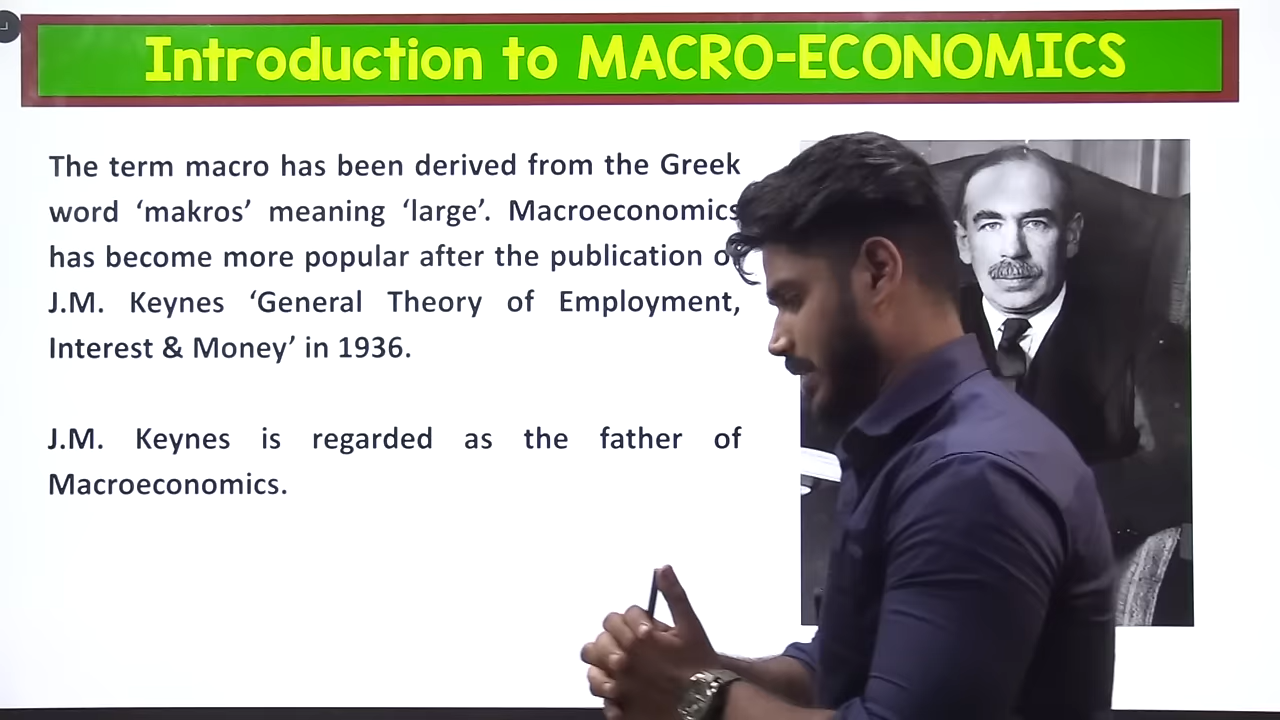 Introduction to MACRO-ECONOMICS
The term macro has been derived from the Greek
word ‘makros’ meaning ‘large’. Macroeconomics
has become more popular after the publication of
J.M. Keynes ‘General Theory of Employment,
Interest & Money’ in 1936.
J.M. Keynes is regarded as the father of
Macroeconomics.